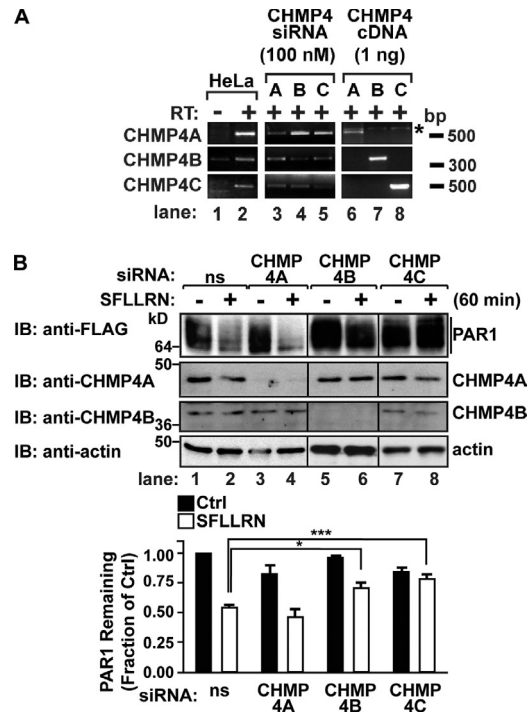 A
CHMP4 CHMP4
siRNA cDNA
(100 nM) (1 ng)
HeLa A B C A B C
RT: - + + + + + + + bp
CHMP4A * 500
CHMP4B 300
CHMP4C 500
lane: 1 2 3 4 5 6 7 8
B
siRNA: ns CHMP 4A CHMP 4B CHMP 4C
SFLLRN: - + - + - + - + (60 min)
kD
IB: anti-FLAG 64 PAR1
50
IB: anti-CHMP4A CHMP4A
IB: anti-CHMP4B 36 CHMP4B
50
IB: anti-actin actin
lane: 1 2 3 4 5 6 7 8
Ctrl
SFLLRN
***
*
PAR1 Remaining
(Fraction of Ctrl)
1.00
0.75
0.50
0.25
0.00
siRNA: ns CHMP 4A CHMP 4B CHMP 4C